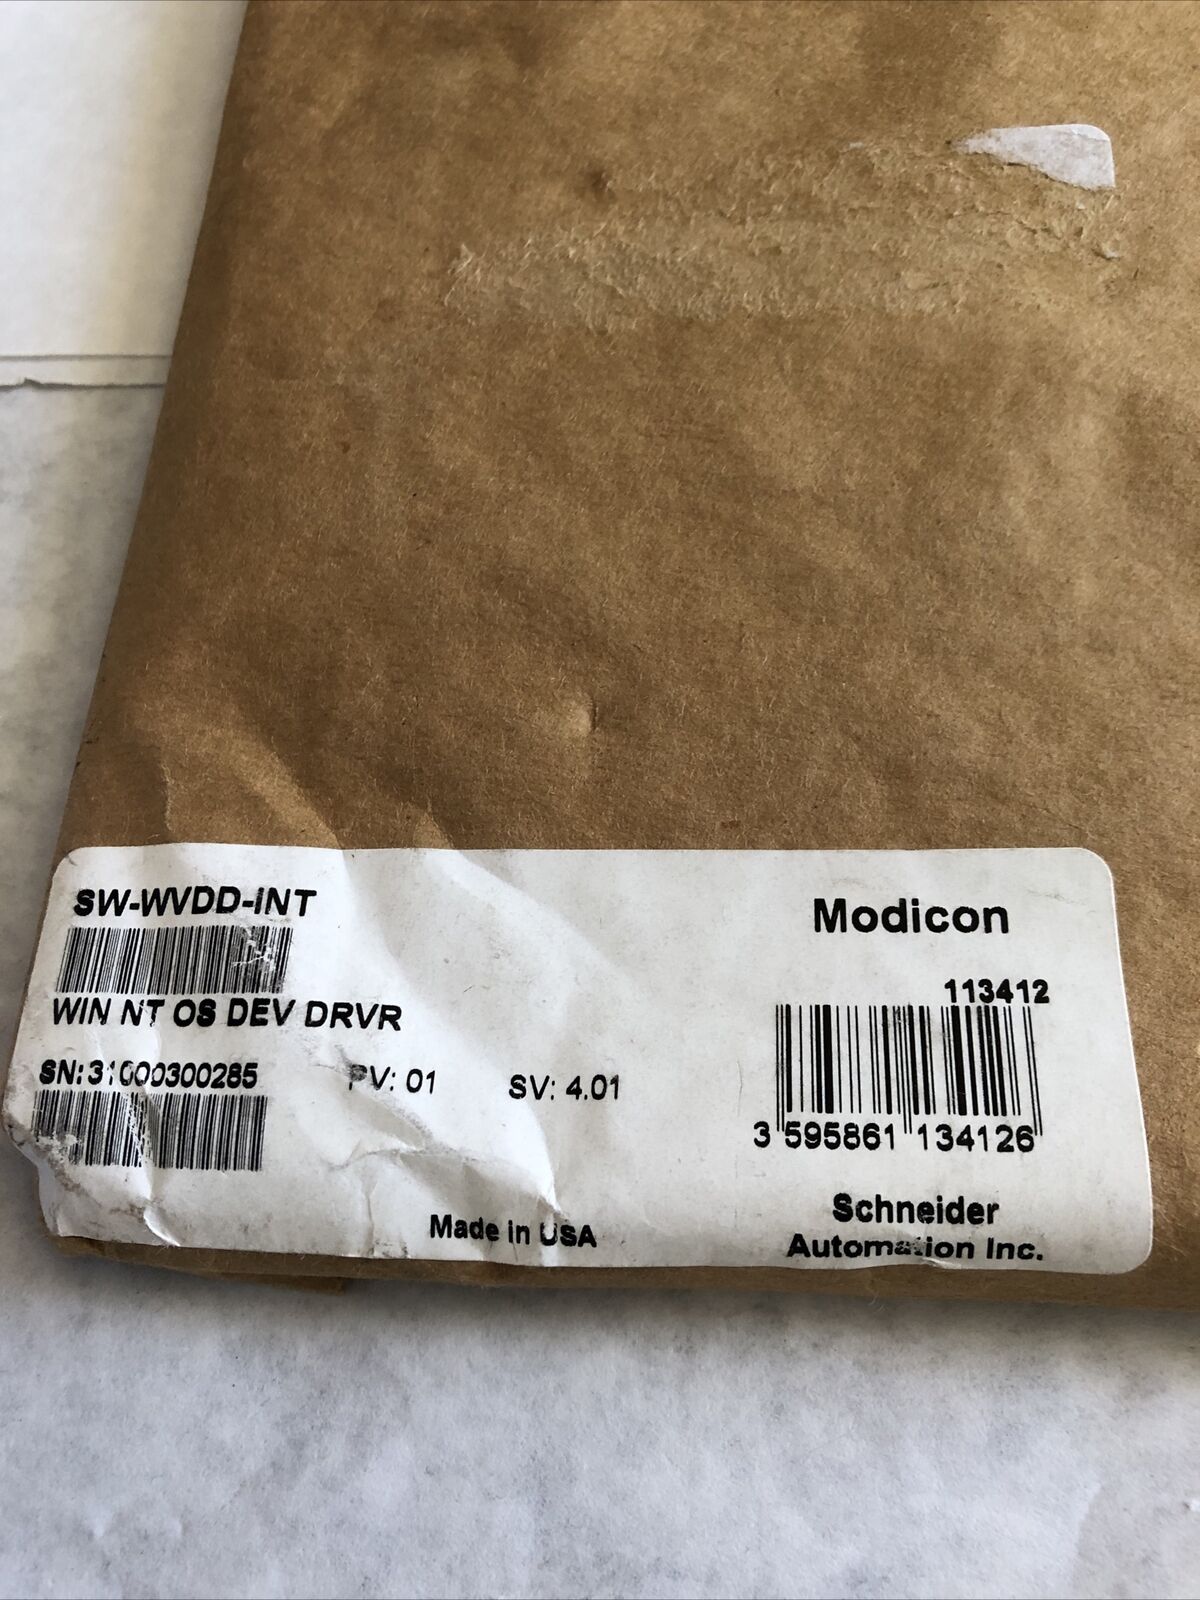 SW-WVDD-INT
WIN NT OS DEV DRVR
SN:31000300285 PV: 01 SV: 4.01
Made in USA
Modicon
113412
3 595861 134126
Schneider
Automation Inc.